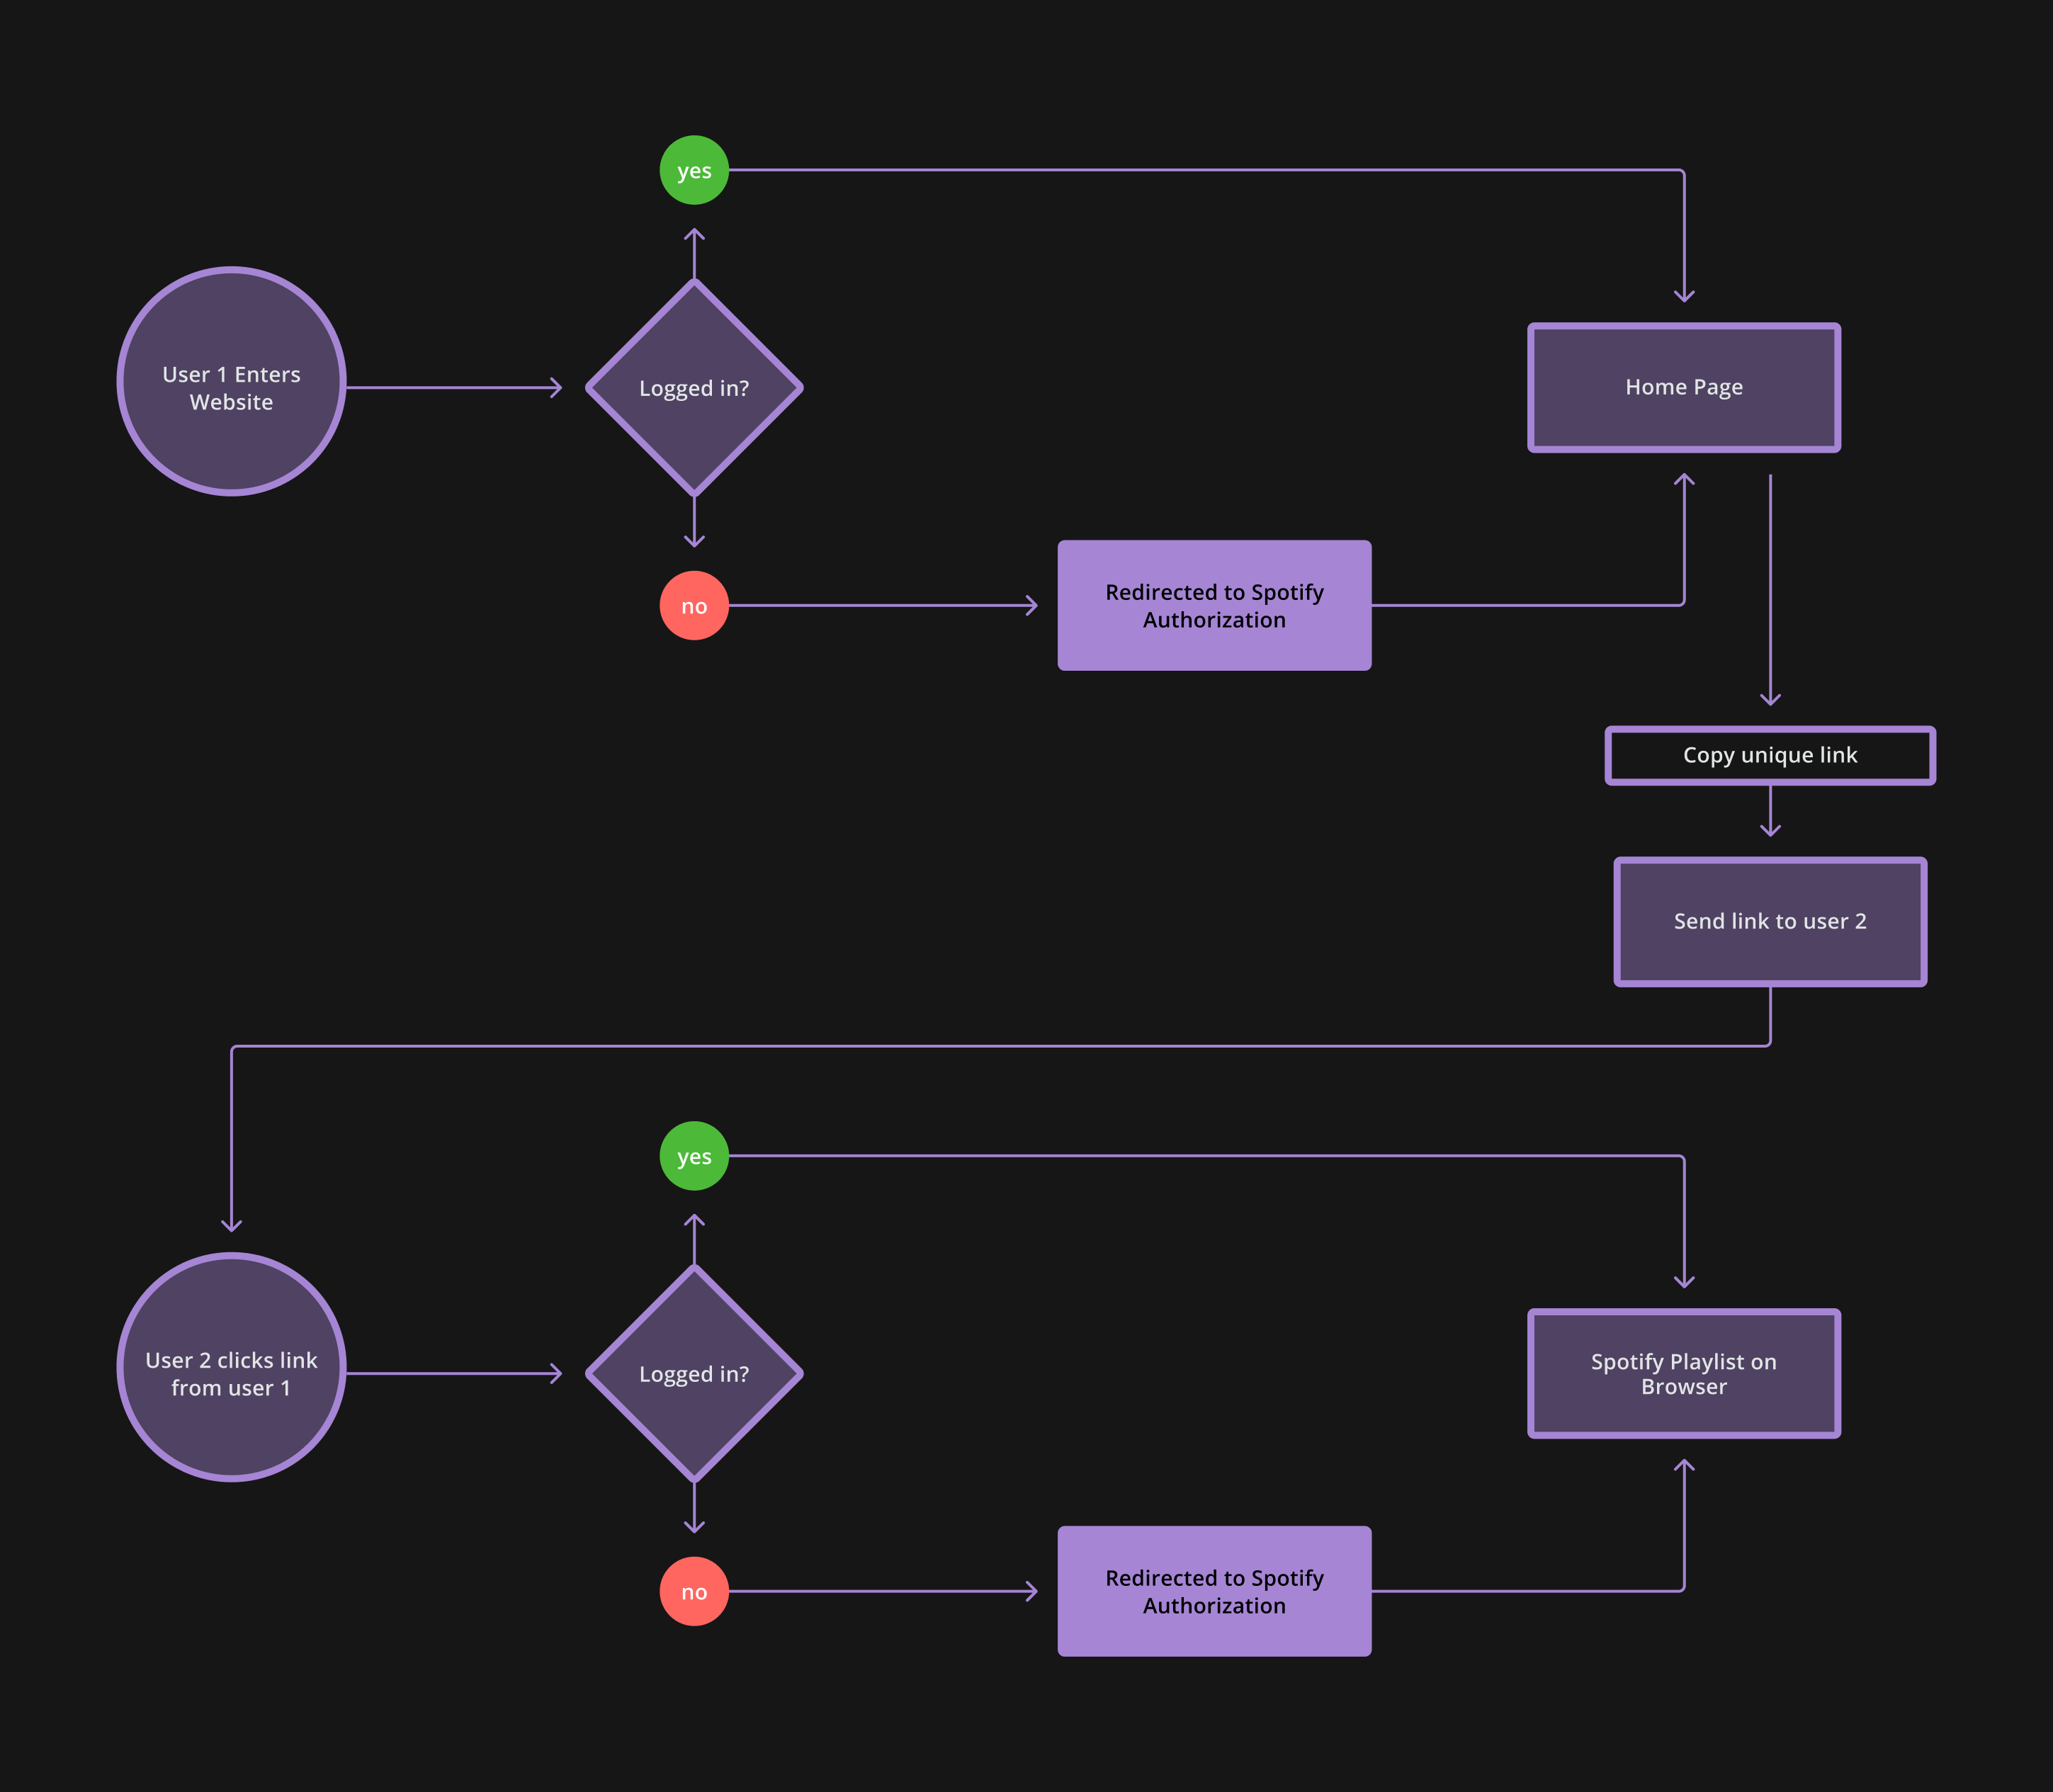 yes
User 1 Enters
Website
Logged in?
Home Page
no
Redirected to Spotify
Authorization
Copy unique link
Send link to user 2
yes
User 2 clicks link
from user 1
Logged in?
Spotify Playlist on
Browser
no
Redirected to Spotify
Authorization